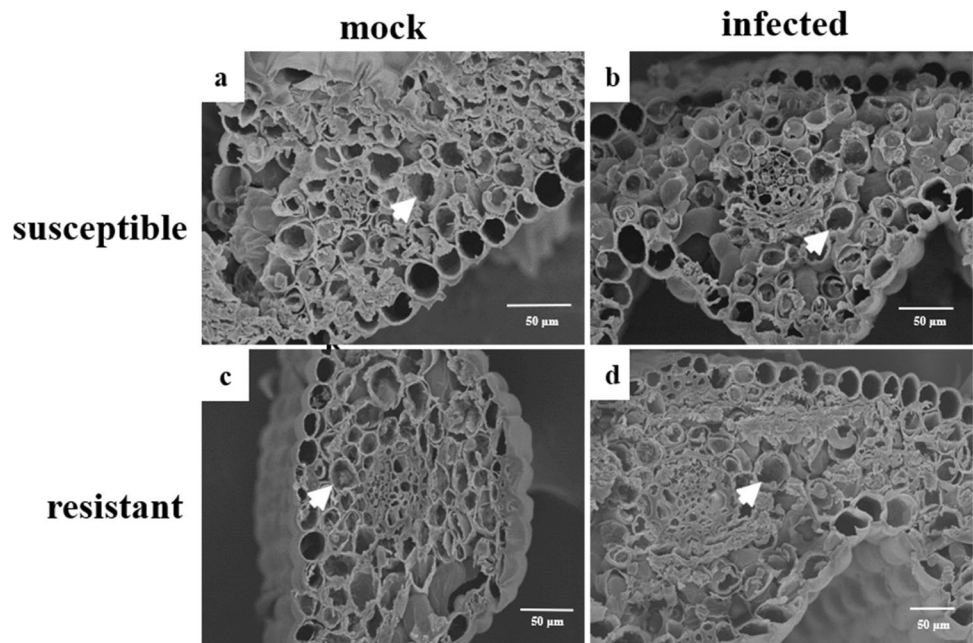 mock
infected
a
b
susceptible
50 µm
50 µm
c
d
resistant
50 µm
50 µm